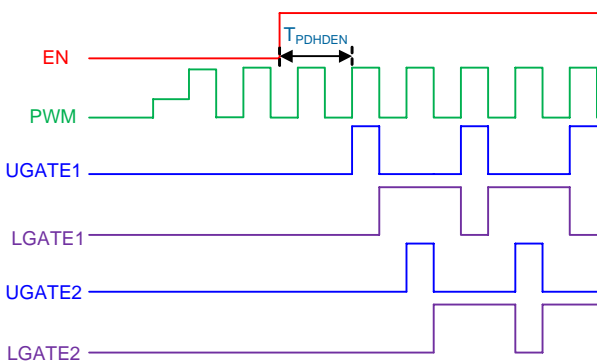 T_PDHDEN
EN
PWM
UGATE1
LGATE1
UGATE2
LGATE2